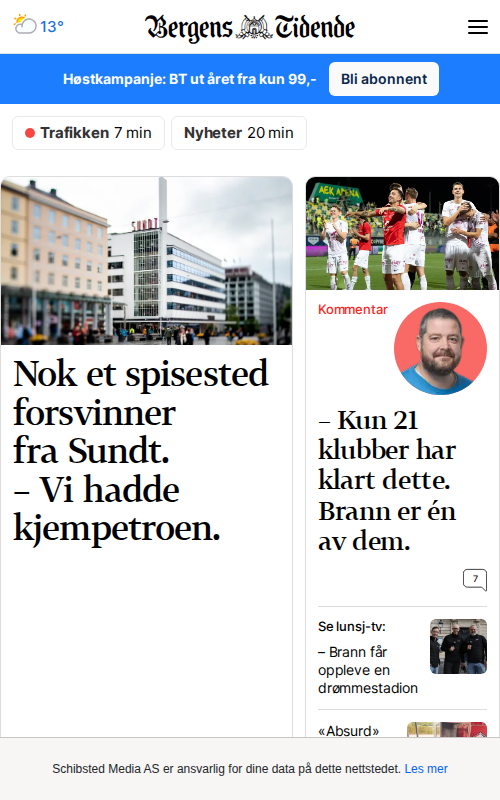 13°
Bergens Tidende
Høstkampanje: BT ut året fra kun 99,-
Bli abonnent
Trafikken 7 min
Nyheter 20 min
SUNDT
Nok et spisested
forsvinner
fra Sundt.
– Vi hadde
kjempetroen.
AEK ARENA
Kommentar
– Kun 21
klubber har
klart dette.
Brann er én
av dem.
7
Se lunsj-tv:
– Brann får
oppleve en
drømmestadion
«Absurd»
Schibsted Media AS er ansvarlig for dine data på dette nettstedet. Les mer